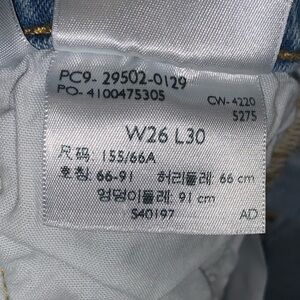 PC9- 29502-0129
PO- 4100475305 CW-4220
5275
W26 L30
尺码: 155/66A
호칭: 66-91 허리둘레: 66 cm
엉덩이둘레: 91 cm
S40197 AD